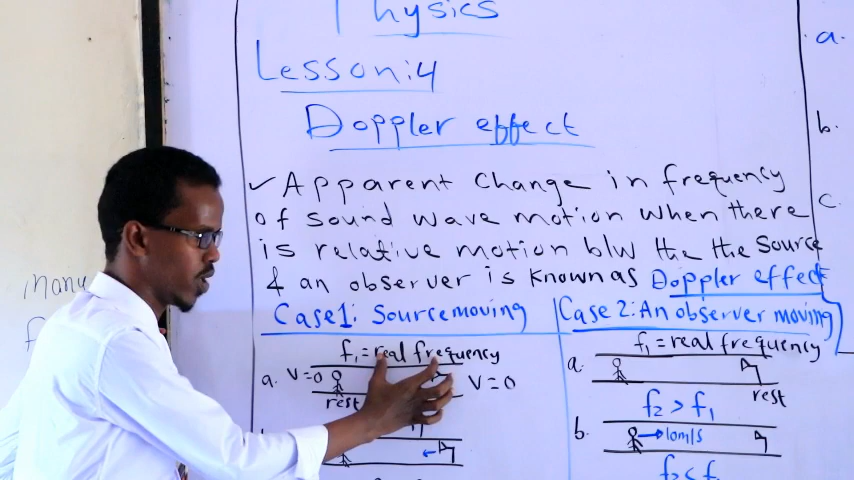 Physics
Lesson:4
Doppler effect
✓ Apparent change in frequency
of sound wave motion when there
is relative motion b/w the the source
& an observer is known as Doppler effect
Case1: Source moving
f₁=real frequency
a. V=0 V=0
rest
Case 2: An observer moving
f₁=real frequency
a.
rest
f₂>f₁
b. 10m/s
f₂<f
a.
b.
c.
many